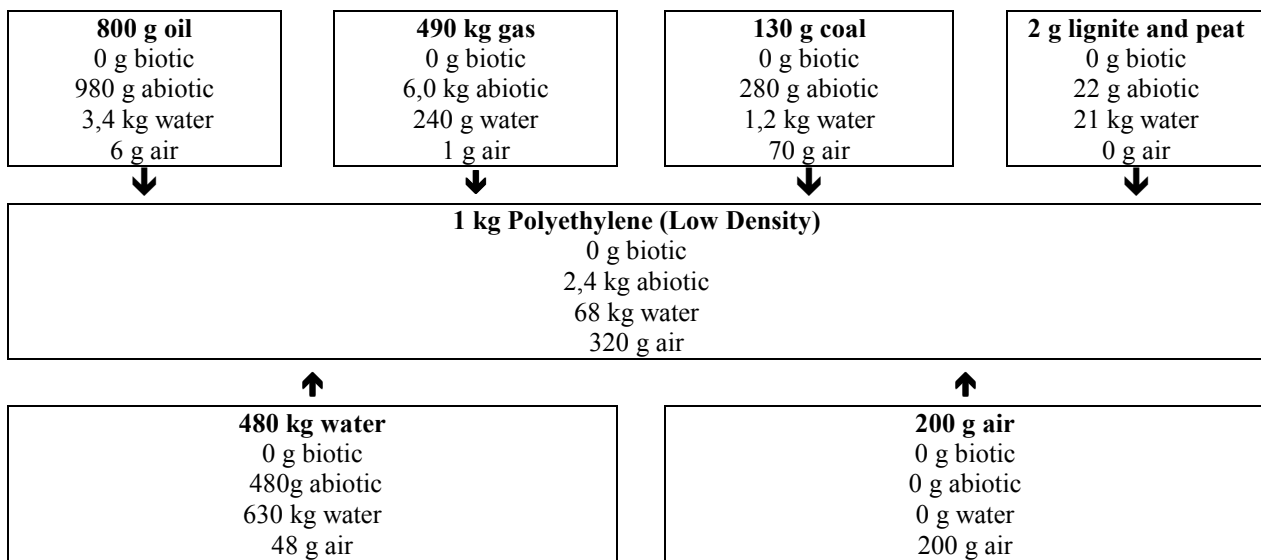 800 g oil
0 g biotic
980 g abiotic
3,4 kg water
6 g air
490 kg gas
0 g biotic
6,0 kg abiotic
240 g water
1 g air
130 g coal
0 g biotic
280 g abiotic
1,2 kg water
70 g air
2 g lignite and peat
0 g biotic
22 g abiotic
21 kg water
0 g air
1 kg Polyethylene (Low Density)
0 g biotic
2,4 kg abiotic
68 kg water
320 g air
480 kg water
0 g biotic
480g abiotic
630 kg water
48 g air
200 g air
0 g biotic
0 g abiotic
0 g water
200 g air